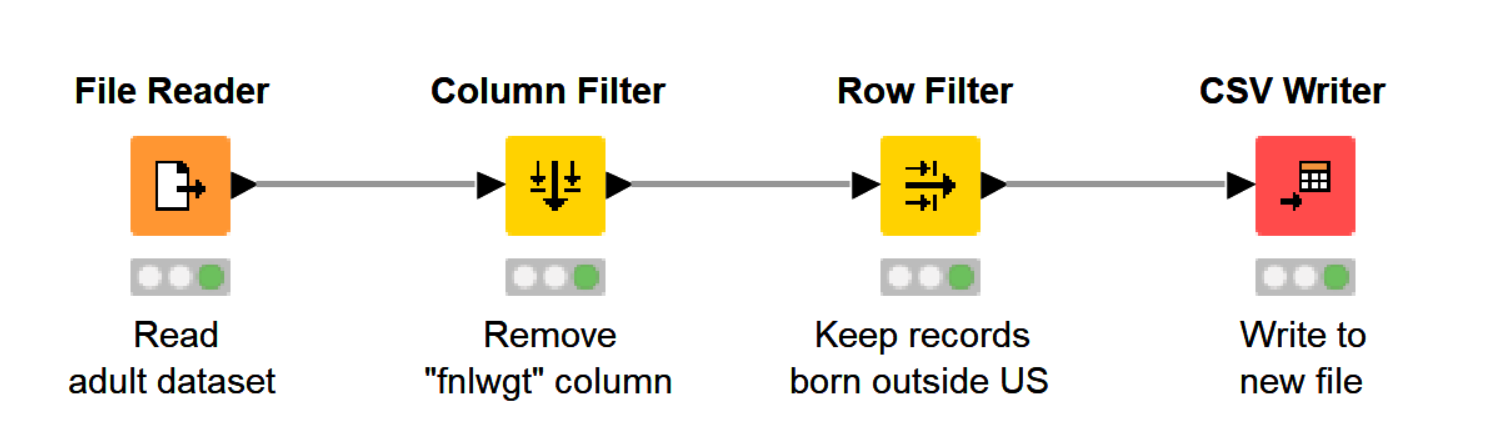 File Reader
Column Filter
Row Filter
CSV Writer
Read
adult dataset
Remove
"fnlwgt" column
Keep records
born outside US
Write to
new file